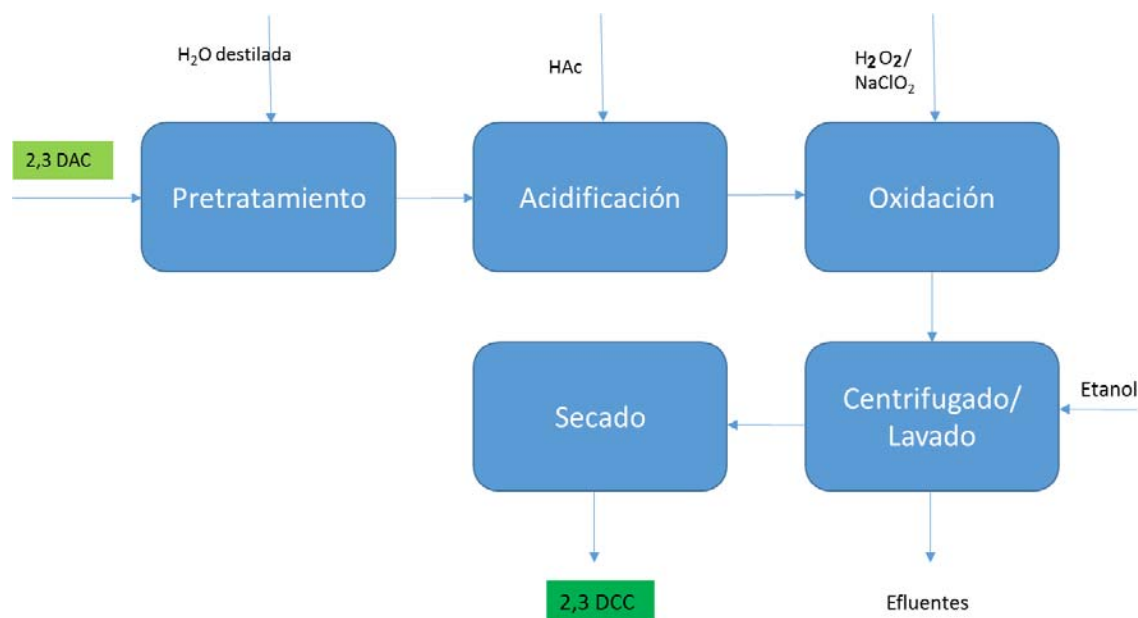 H₂O destilada
HAc
H₂O₂/
NaClO₂
2,3 DAC
Pretratamiento
Acidificación
Oxidación
Secado
Centrifugado/
Lavado
Etanol
2,3 DCC
Efluentes